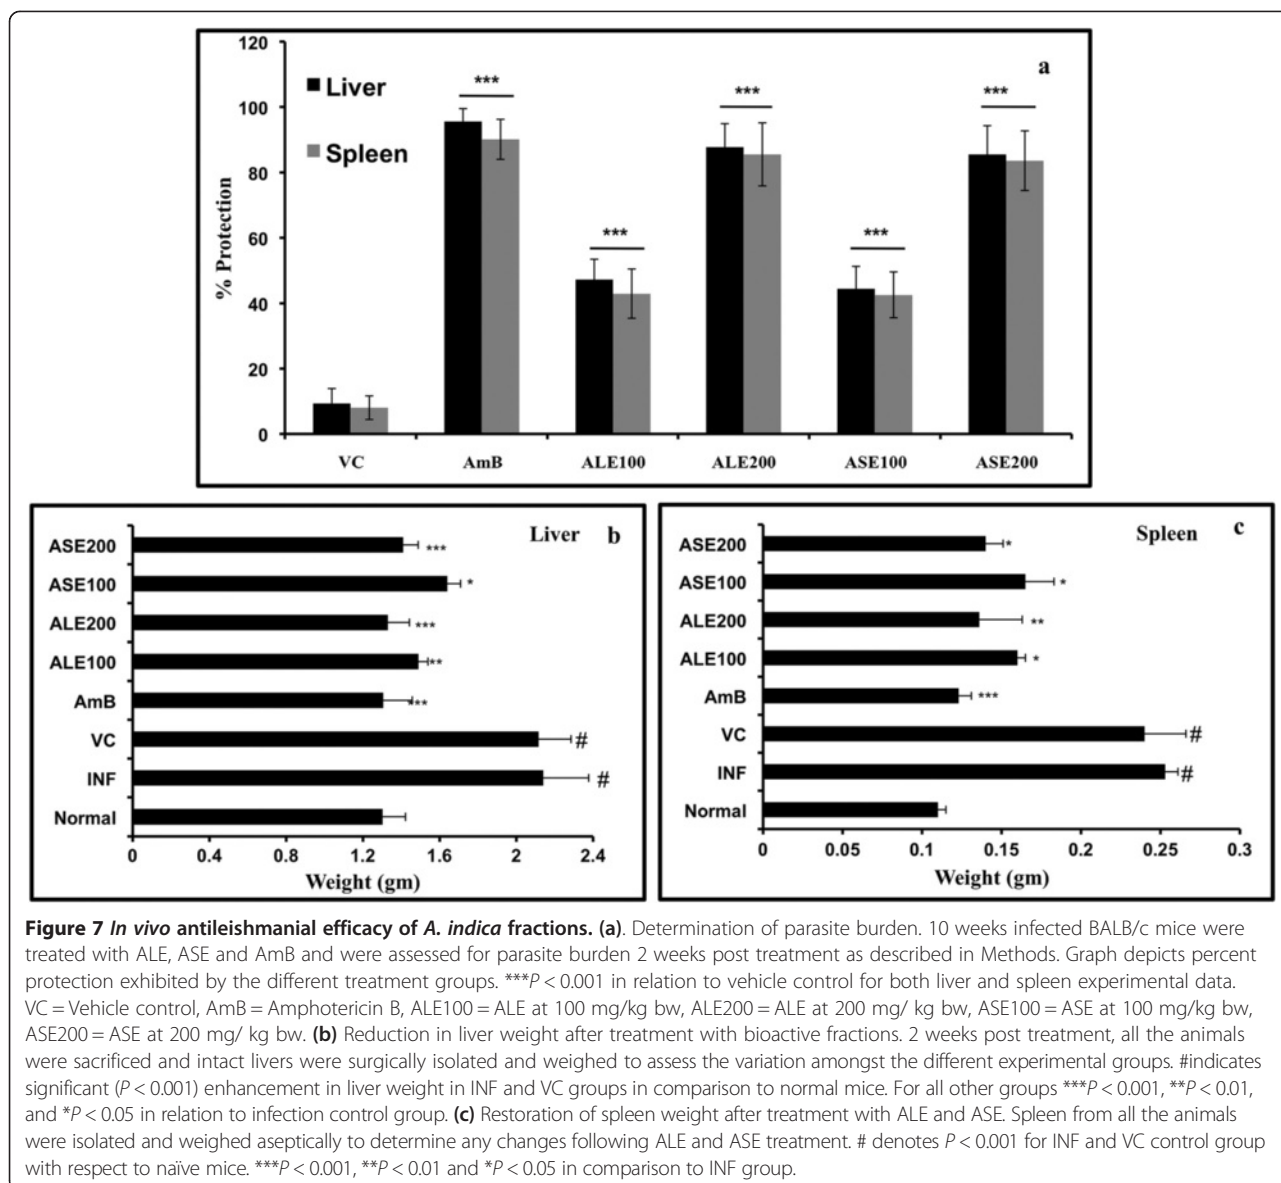 120
100
80
60
40
20
0
% Protection
Liver
Spleen
a
***
***
***
***
***
VC AmB ALE100 ALE200 ASE100 ASE200
Liver b
ASE200 ***
ASE100 *
ALE200 ***
ALE100 **
AmB ***
VC #
INF #
Normal
0 0.4 0.8 1.2 1.6 2 2.4
Weight (gm)
Spleen c
ASE200 *
ASE100 *
ALE200 **
ALE100 *
AmB ***
VC #
INF #
Normal
0 0.05 0.1 0.15 0.2 0.25 0.3
Weight (gm)
Figure 7 In vivo antileishmanial efficacy of A. indica fractions. (a). Determination of parasite burden. 10 weeks infected BALB/c mice were
treated with ALE, ASE and AmB and were assessed for parasite burden 2 weeks post treatment as described in Methods. Graph depicts percent
protection exhibited by the different treatment groups. ***P < 0.001 in relation to vehicle control for both liver and spleen experimental data.
VC = Vehicle control, AmB = Amphotericin B, ALE100 = ALE at 100 mg/kg bw, ALE200 = ALE at 200 mg/ kg bw, ASE100 = ASE at 100 mg/kg bw,
ASE200 = ASE at 200 mg/ kg bw. (b) Reduction in liver weight after treatment with bioactive fractions. 2 weeks post treatment, all the animals
were sacrificed and intact livers were surgically isolated and weighed to assess the variation amongst the different experimental groups. #indicates
significant (P < 0.001) enhancement in liver weight in INF and VC groups in comparison to normal mice. For all other groups ***P < 0.001, **P < 0.01,
and *P < 0.05 in relation to infection control group. (c) Restoration of spleen weight after treatment with ALE and ASE. Spleen from all the animals
were isolated and weighed aseptically to determine any changes following ALE and ASE treatment. # denotes P < 0.001 for INF and VC control group
with respect to naïve mice. ***P < 0.001, **P < 0.01 and *P < 0.05 in comparison to INF group.